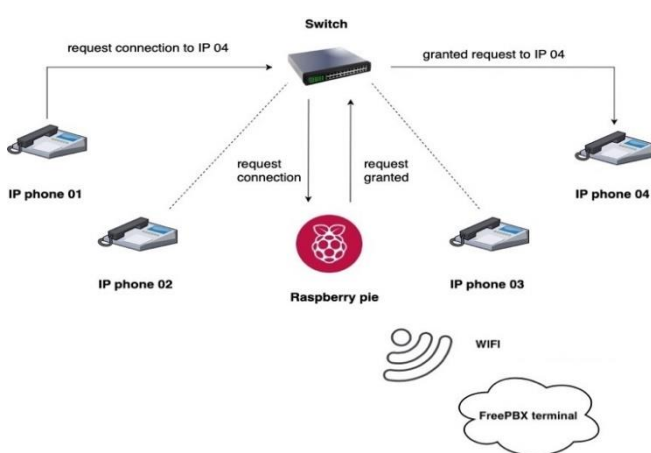 Switch
request connection to IP 04
granted request to IP 04
IP phone 01
request
connection
request
granted
IP phone 04
IP phone 02
Raspberry pie
IP phone 03
WIFI
FreePBX terminal